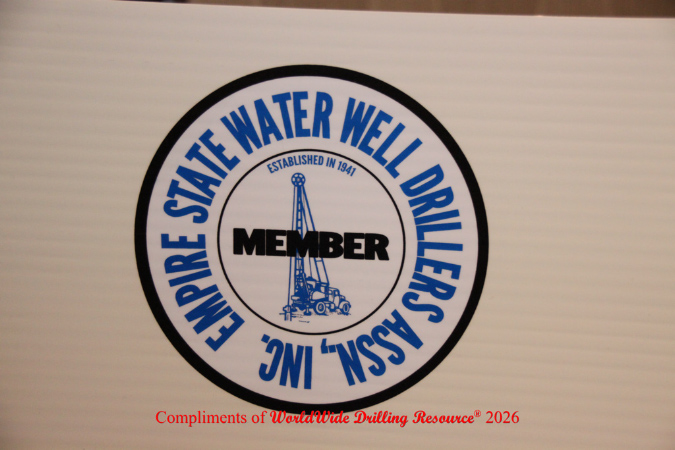 EMPIRE STATE WATER WELL DRILLERS ASSN., INC.
ESTABLISHED IN 1941
MEMBER
Compliments of WorldWide Drilling Resource® 2026